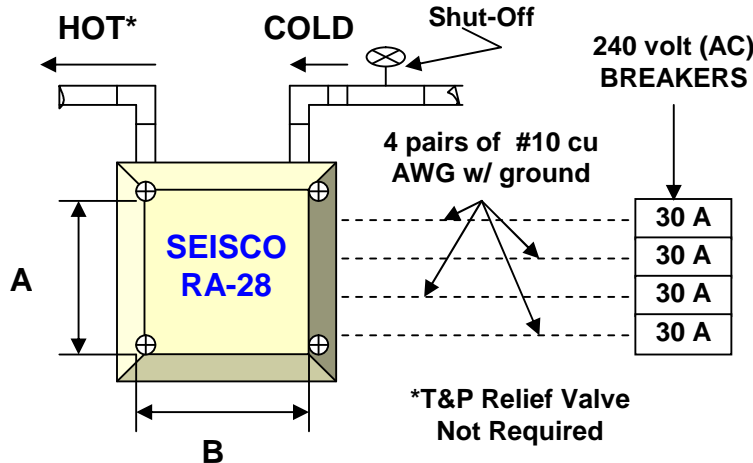 HOT*
COLD
Shut-Off
240 volt (AC)
BREAKERS
4 pairs of #10 cu
AWG w/ ground
SEISCO
RA-28
30 A
30 A
30 A
30 A
A
B
*T&P Relief Valve
Not Required